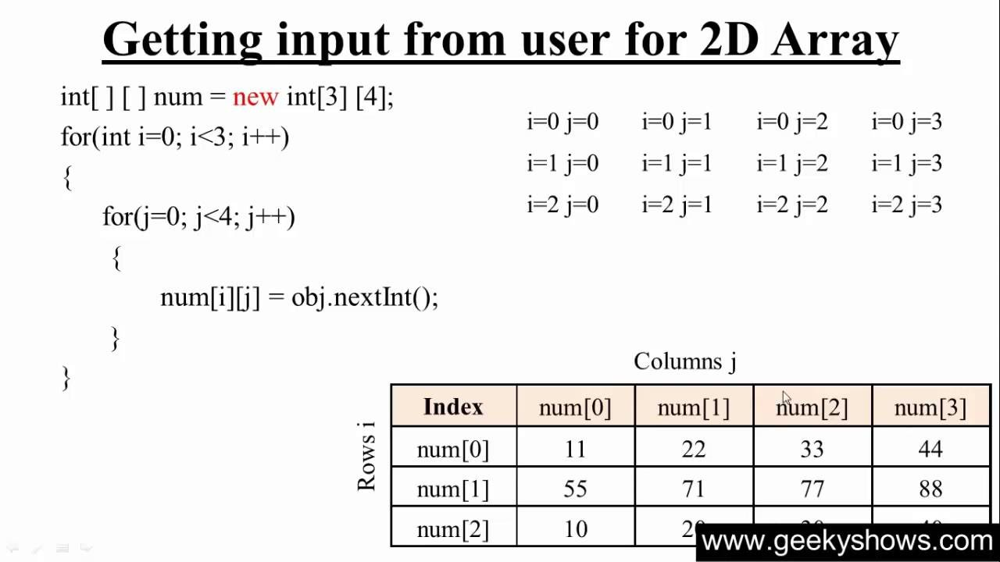 Getting input from user for 2D Array
int[ ] [ ] num = new int[3] [4];
for(int i=0; i<3; i++)
{
for(j=0; j<4; j++)
{
num[i][j] = obj.nextInt();
}
}
i=0 j=0 i=0 j=1 i=0 j=2 i=0 j=3
i=1 j=0 i=1 j=1 i=1 j=2 i=1 j=3
i=2 j=0 i=2 j=1 i=2 j=2 i=2 j=3
Columns j
Rows i
Index num[0] num[1] num[2] num[3]
num[0] 11 22 33 44
num[1] 55 71 77 88
num[2] 10
www.geekyshows.com